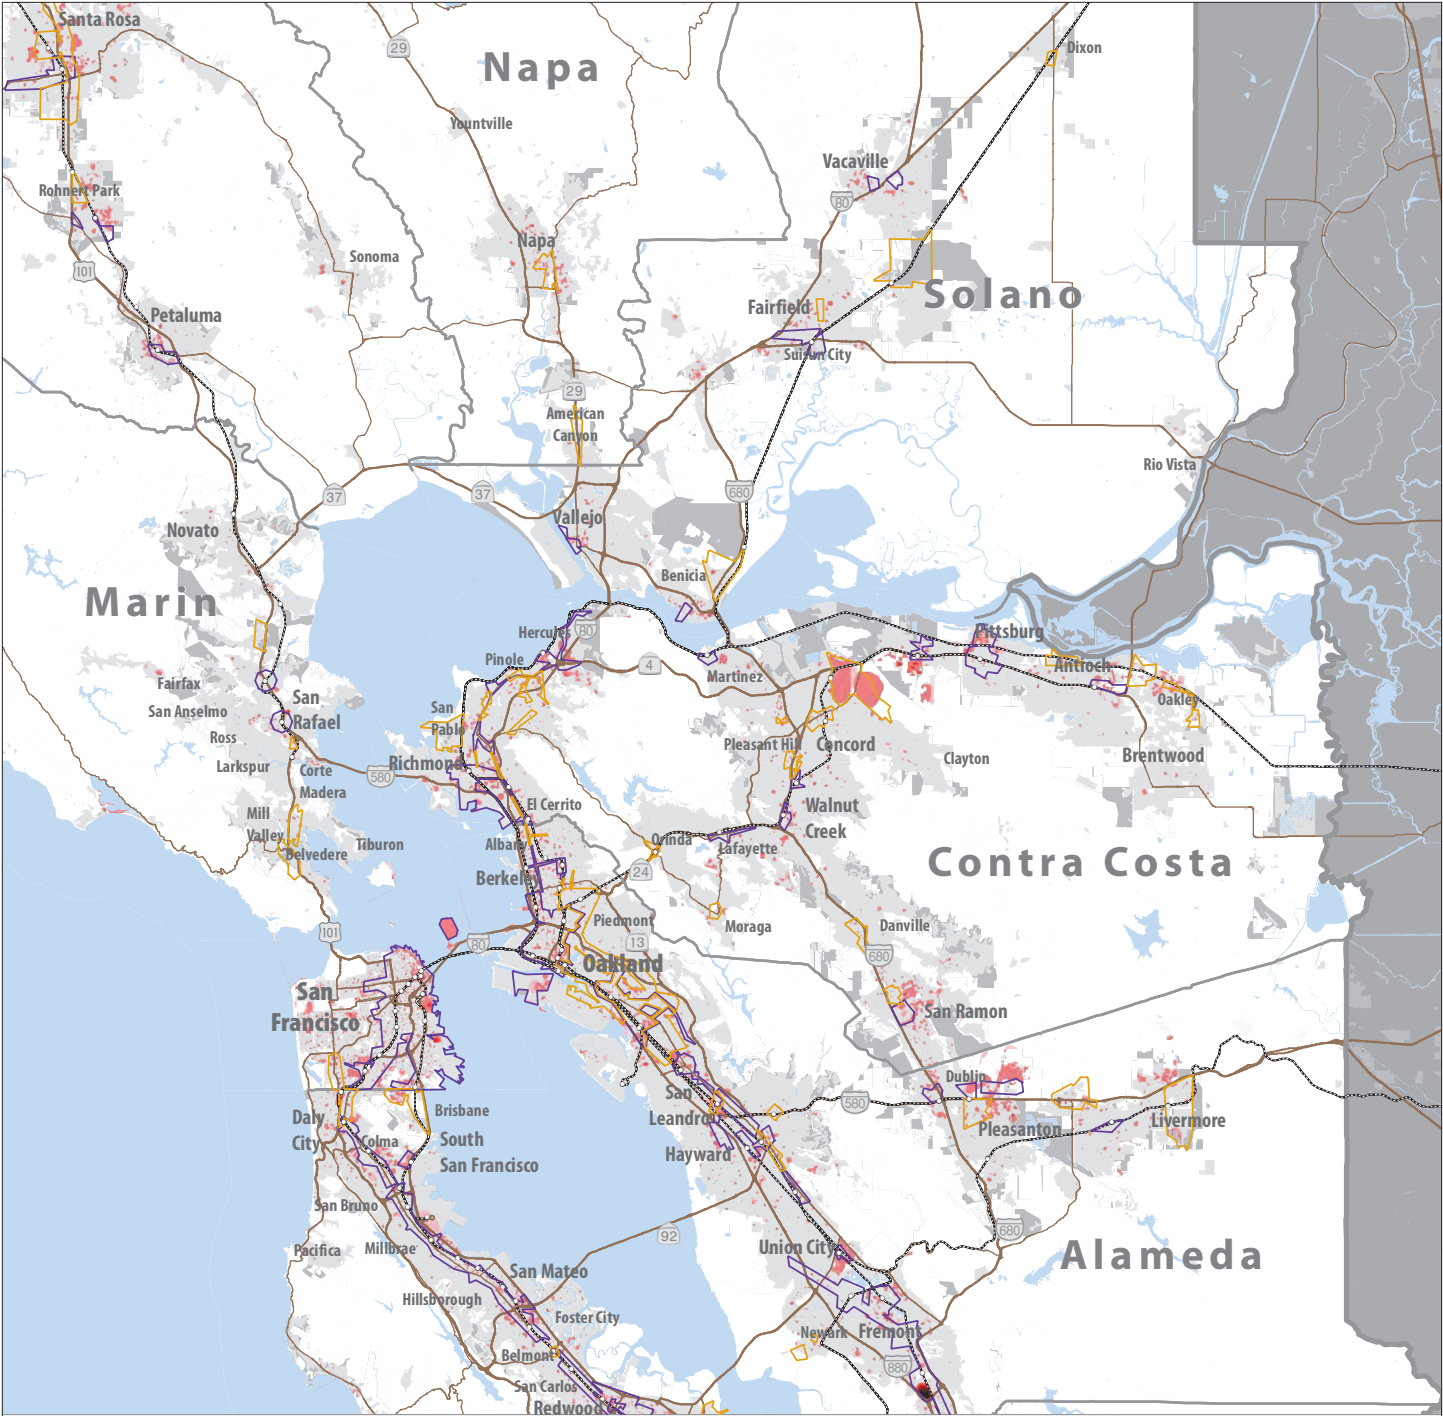 Santa Rosa
29
Napa
Dixon
Yountville
Vacaville
80
Rohnert Park
Napa
Sonoma
101
Solano
Fairfield
Petaluma
Suisun City
29
American
Canyon
Rio Vista
37
37
680
Novato
Vallejo
Benicia
Marin
Hercules
80
Pittsburg
Pinole
4
Martinez
Antioch
Fairfax
San Anselmo
San
Rafael
San
Pablo
Oakley
Ross
Pleasant Hill
Concord
Clayton
Brentwood
Larkspur
Corte
Madera
580
Richmond
Mill
Valley
El Cerrito
Walnut
Creek
Belvedere
Tiburon
Albany
Orinda
Lafayette
Contra Costa
Berkeley
24
Piedmont
Moraga
Danville
101
80
13
680
Oakland
San
Francisco
San Ramon
Dublin
580
San
Leandro
Daly
City
Brisbane
Pleasanton
Livermore
Colma
South
San Francisco
Hayward
San Bruno
Pacifica
Millbrae
92
Union City
680
Alameda
San Mateo
Hillsborough
Foster City
Newark
Fremont
Belmont
880
San Carlos
Redwood